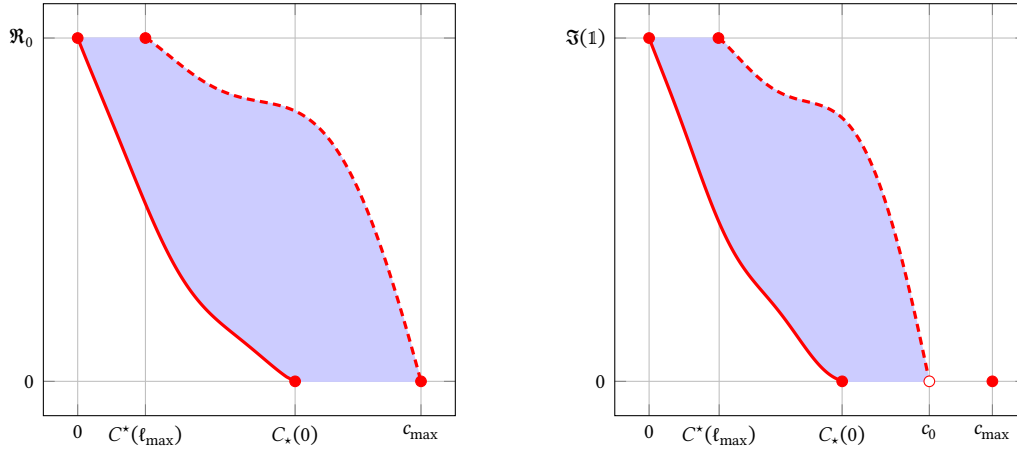 ℜ₀
0
0
C⋆(ℓmax)
C⋆(0)
cmax
ℑ(𝟙)
0
0
C⋆(ℓmax)
C⋆(0)
c₀
cmax